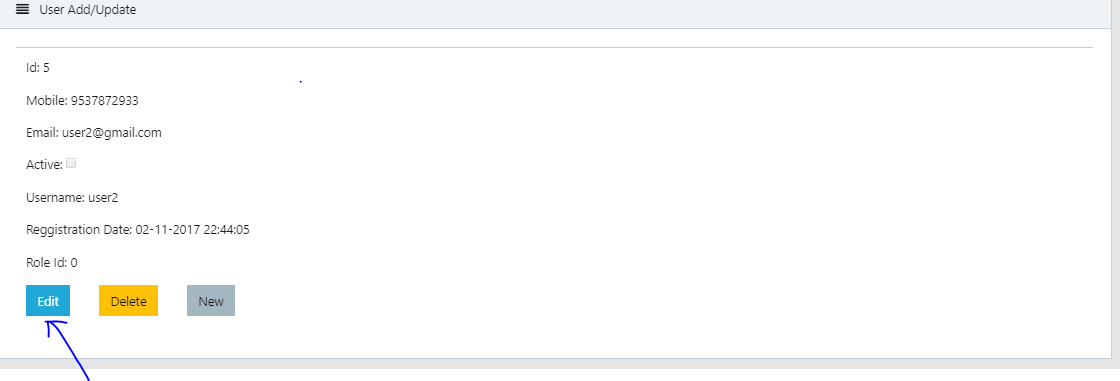 User Add/Update
Id: 5
Mobile: 9537872933
Email: user2@gmail.com
Active:
Username: user2
Reggistration Date: 02-11-2017 22:44:05
Role Id: 0
Edit Delete New